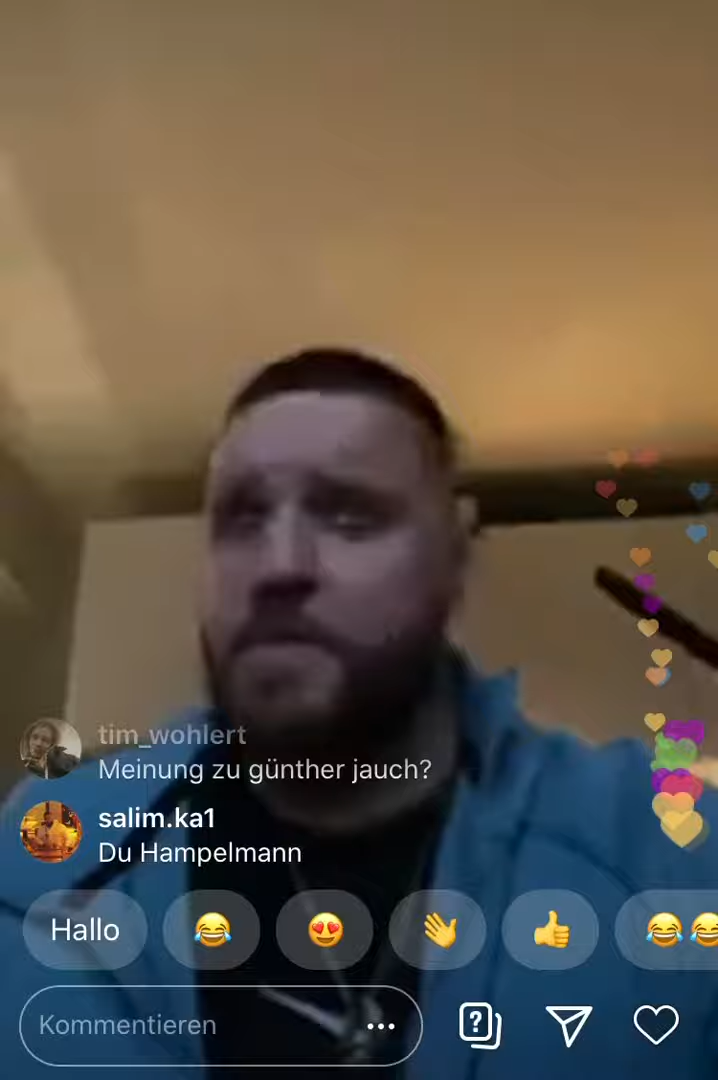 tim_wohlert
Meinung zu günther jauch?
salim.ka1
Du Hampelmann
Hallo
Kommentieren